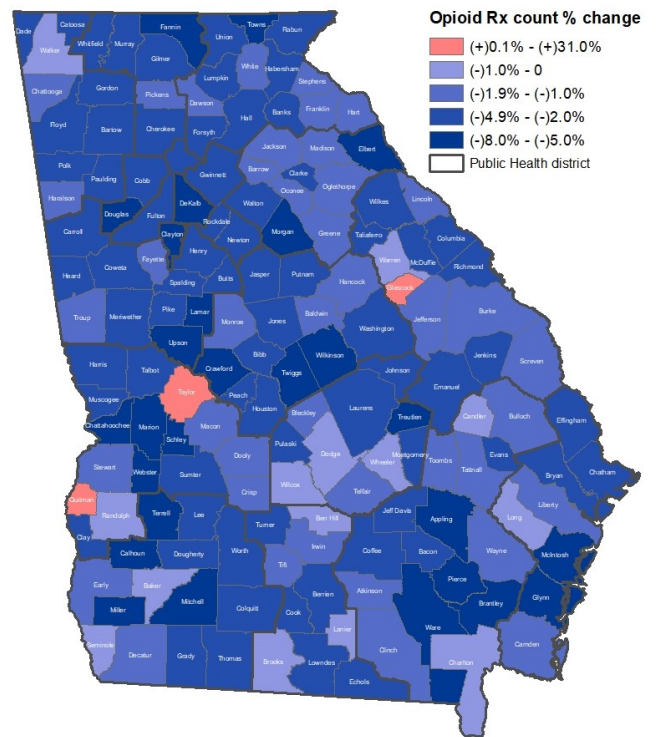 Opioid Rx count % change
(+)0.1% - (+)31.0%
(-)1.0% - 0
(-)1.9% - (-)1.0%
(-)4.9% - (-)2.0%
(-)8.0% - (-)5.0%
Public Health district
Dade
Catoosa
Fannin
Towns
Rabun
Union
Walker
Whitfield
Murray
Gilmer
White
Habersham
Lumpkin
Stephens
Chattooga
Gordon
Pickens
Dawson
Banks
Franklin
Hart
Floyd
Bartow
Cherokee
Forsyth
Hall
Jackson
Madison
Elbert
Polk
Paulding
Cobb
Gwinnett
Barrow
Clarke
Oconee
Oglethorpe
Haralson
Douglas
Fulton
DeKalb
Rockdale
Walton
Wilkes
Lincoln
Carroll
Clayton
Newton
Morgan
Greene
Taliaferro
Columbia
Heard
Coweta
Fayette
Henry
Spalding
Butts
Jasper
Putnam
Hancock
Warren
McDuffie
Richmond
Glascock
Troup
Meriwether
Pike
Lamar
Monroe
Jones
Baldwin
Washington
Jefferson
Burke
Upson
Bibb
Wilkinson
Jenkins
Screven
Harris
Talbot
Taylor
Crawford
Peach
Twiggs
Johnson
Emanuel
Muscogee
Houston
Laurens
Chattahoochee
Marion
Macon
Bleckley
Treutlen
Candler
Bulloch
Effingham
Schley
Pulaski
Dodge
Wheeler
Montgomery
Toombs
Evans
Tattnall
Stewart
Webster
Sumter
Dooly
Wilcox
Telfair
Bryan
Chatham
Quitman
Randolph
Terrell
Lee
Crisp
Ben Hill
Jeff Davis
Appling
Long
Liberty
Clay
Calhoun
Dougherty
Worth
Turner
Irwin
Coffee
Bacon
Wayne
McIntosh
Early
Baker
Mitchell
Tift
Berrien
Atkinson
Pierce
Miller
Colquitt
Cook
Ware
Brantley
Glynn
Seminole
Decatur
Grady
Thomas
Brooks
Lanier
Lowndes
Clinch
Charlton
Camden
Echols